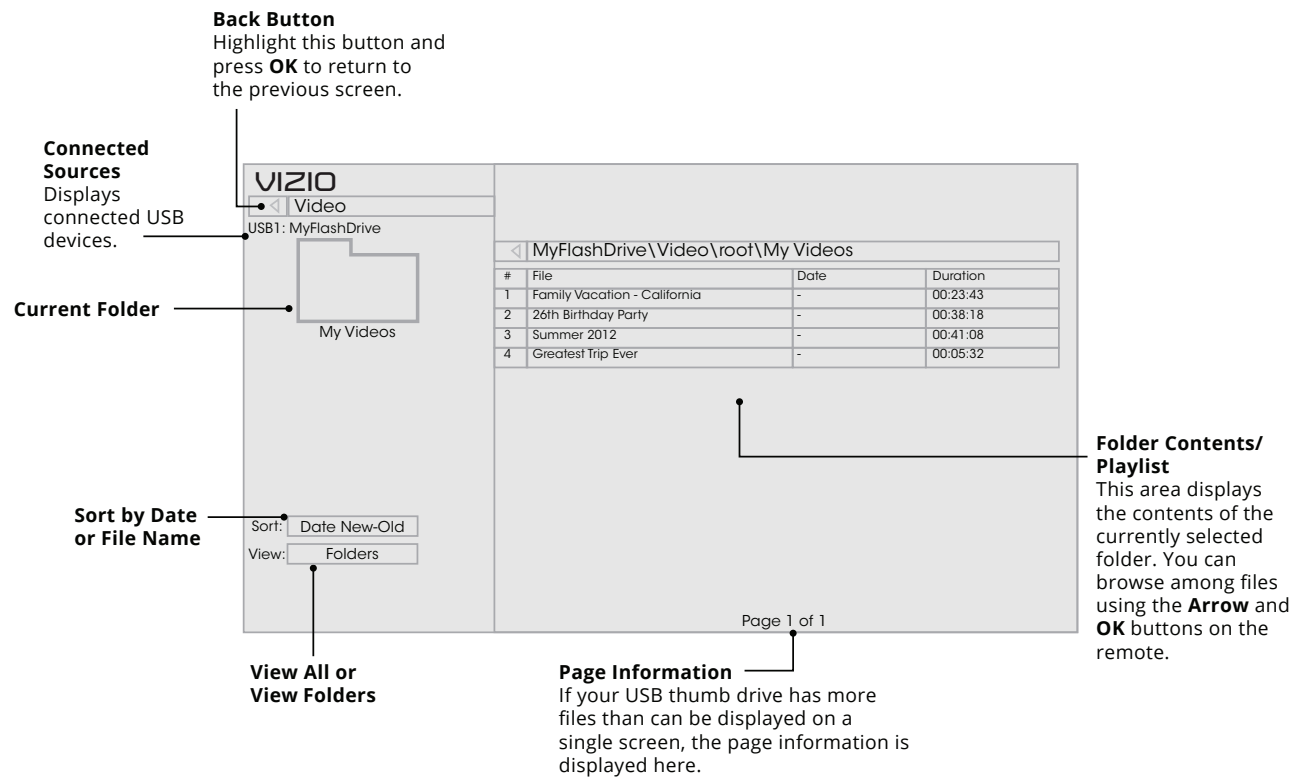 Back Button
Highlight this button and
press OK to return to
the previous screen.
Connected
Sources
Displays
connected USB
devices.
Current Folder
Sort by Date
or File Name
VIZIO
Video
USB1: MyFlashDrive
My Videos
Sort: Date New-Old
View: Folders
MyFlashDrive\Video\root\My Videos
# File Date Duration
1 Family Vacation - California - 00:23:43
2 26th Birthday Party - 00:38:18
3 Summer 2012 - 00:41:08
4 Greatest Trip Ever - 00:05:32
Page 1 of 1
Folder Contents/
Playlist
This area displays
the contents of the
currently selected
folder. You can
browse among files
using the Arrow and
OK buttons on the
remote.
View All or
View Folders
Page Information
If your USB thumb drive has more
files than can be displayed on a
single screen, the page information is
displayed here.